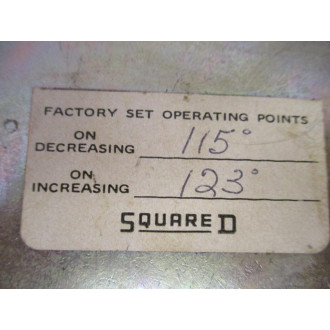 FACTORY SET OPERATING POINTS
ON
DECREASING 115°
ON
INCREASING 123°
SQUARE D